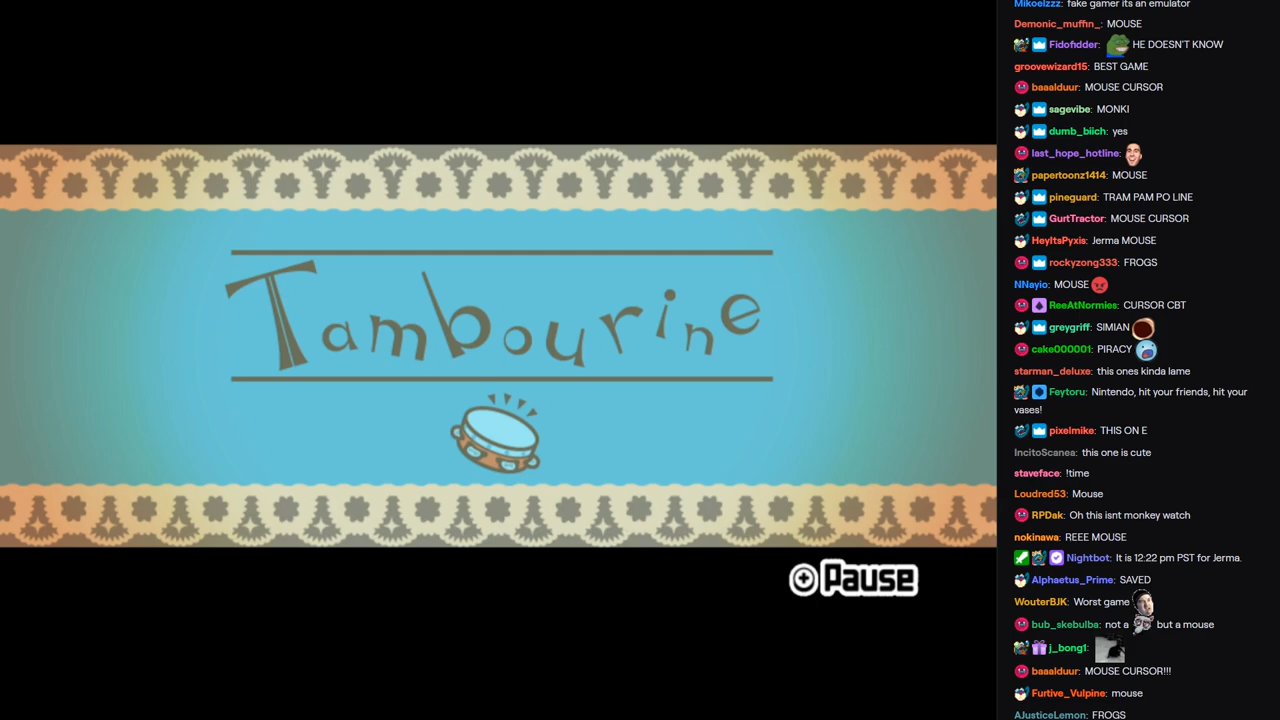 Tambourine
Pause
Mikoelzzz: fake gamer its an emulator
Demonic_muffin_: MOUSE
Fidofidder: HE DOESN'T KNOW
groovewizard15: BEST GAME
baaalduur: MOUSE CURSOR
sagevibe: MONKI
dumb_biich: yes
last_hope_hotline:
papertoonz1414: MOUSE
pineguard: TRAM PAM PO LINE
GurtTractor: MOUSE CURSOR
HeyItsPyxis: Jerma MOUSE
rockyzong333: FROGS
NNayio: MOUSE
ReeAtNormies: CURSOR CBT
greygriff: SIMIAN
cake000001: PIRACY
starman_deluxe: this ones kinda lame
Feytoru: Nintendo, hit your friends, hit your
vases!
pixelmike: THIS ON E
IncitoScanea: this one is cute
staveface: !time
Loudred53: Mouse
RPDak: Oh this isnt monkey watch
nokinawa: REEE MOUSE
Nightbot: It is 12:22 pm PST for Jerma.
Alphaetus_Prime: SAVED
WouterBJK: Worst game
bub_skebulba: not a but a mouse
j_bong1:
baaalduur: MOUSE CURSOR!!!
Furtive_Vulpine: mouse
AJusticeLemon: FROGS